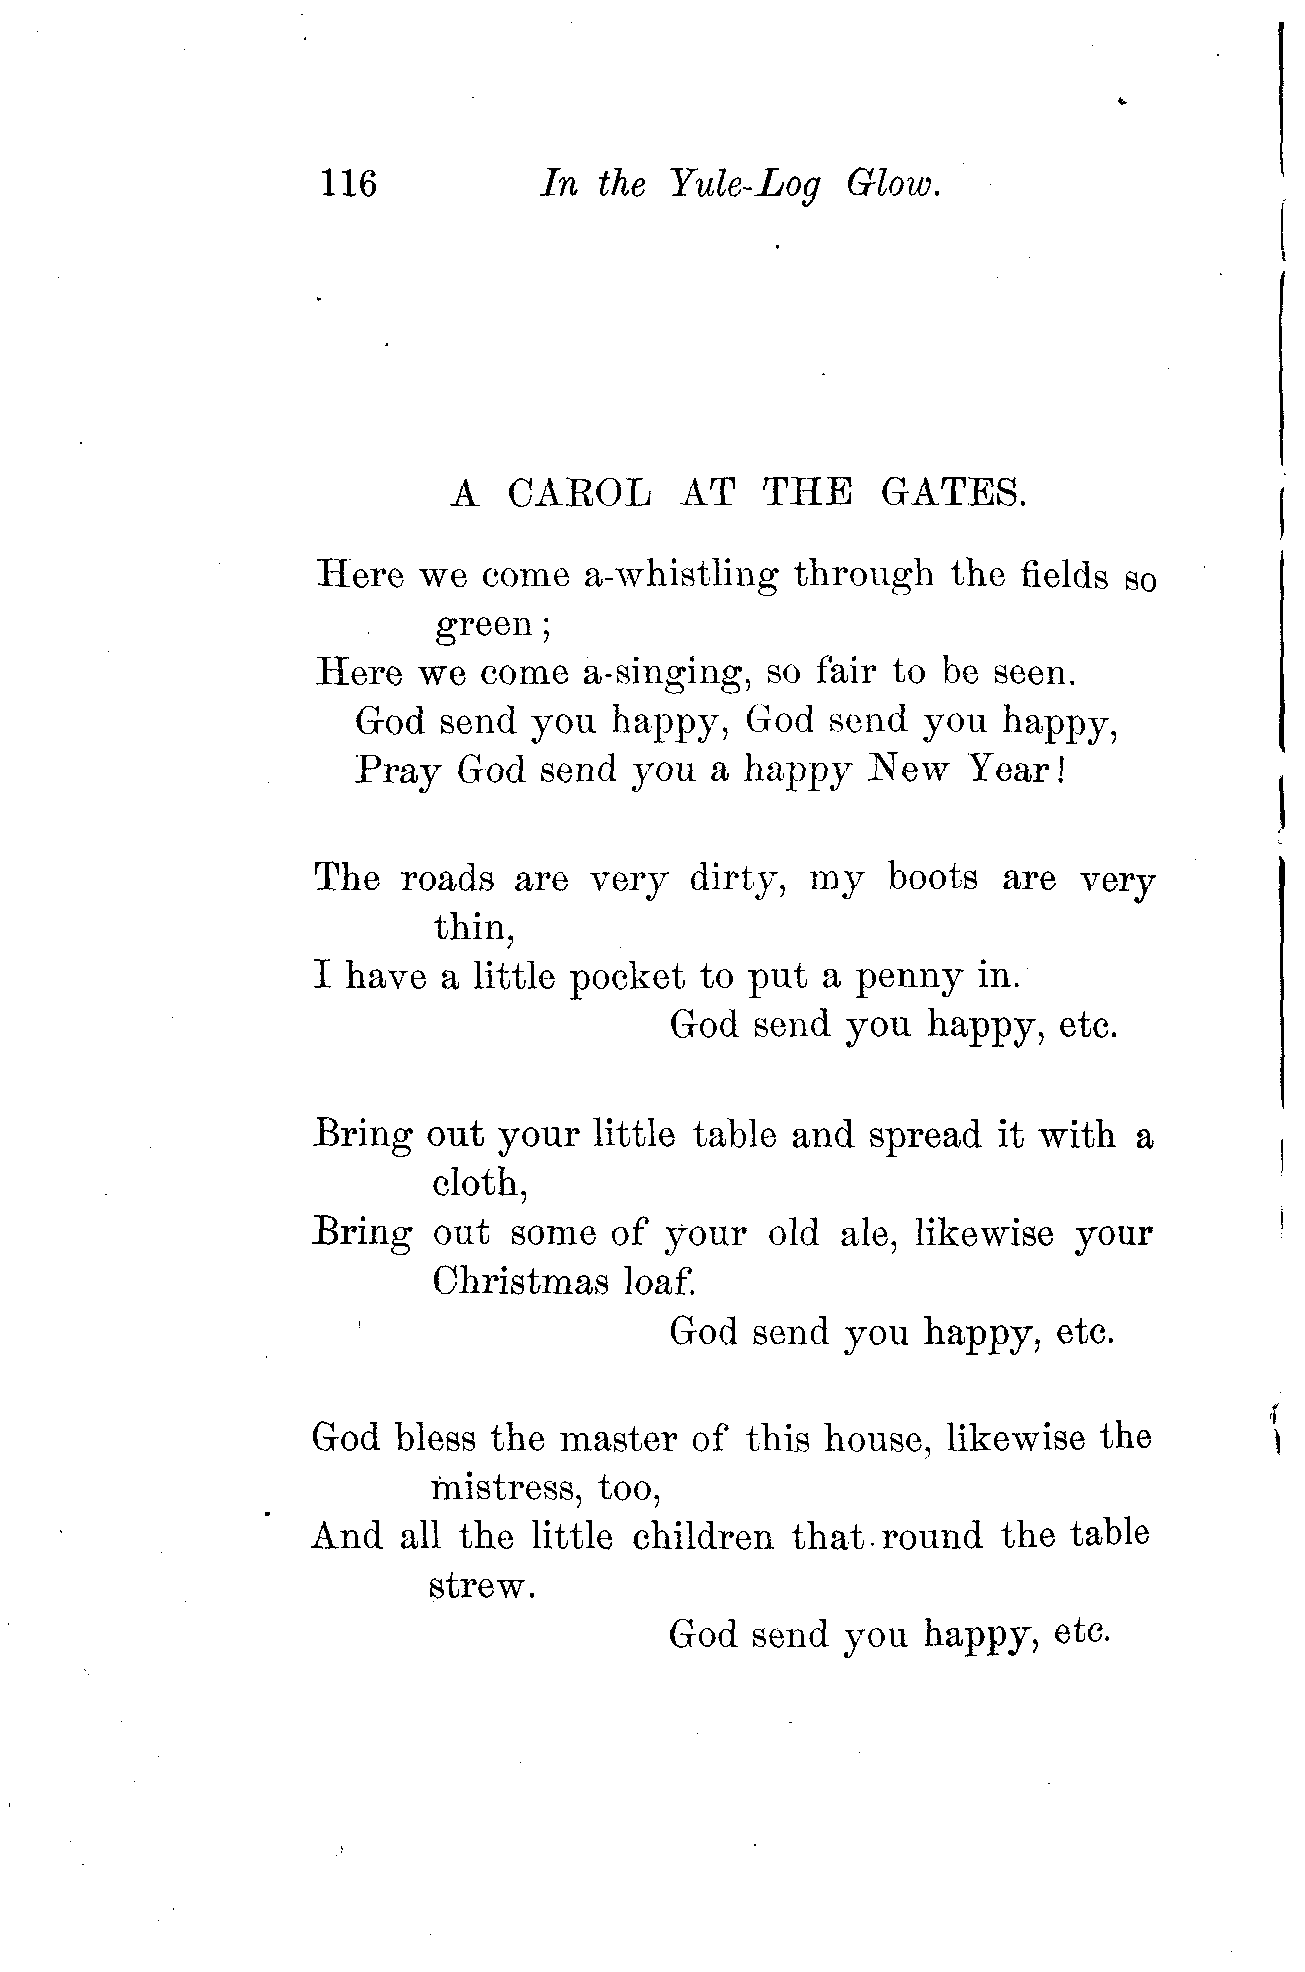 116 In the Yule-Log Glow.
A CAROL AT THE GATES.
Here we come a-whistling through the fields so
green;
Here we come a-singing, so fair to be seen.
God send you happy, God send you happy,
Pray God send you a happy New Year!
The roads are very dirty, my boots are very
thin,
I have a little pocket to put a penny in.
God send you happy, etc.
Bring out your little table and spread it with a
cloth,
Bring out some of your old ale, likewise your
Christmas loaf.
God send you happy, etc.
God bless the master of this house, likewise the
mistress, too,
And all the little children that round the table
strew.
God send you happy, etc.